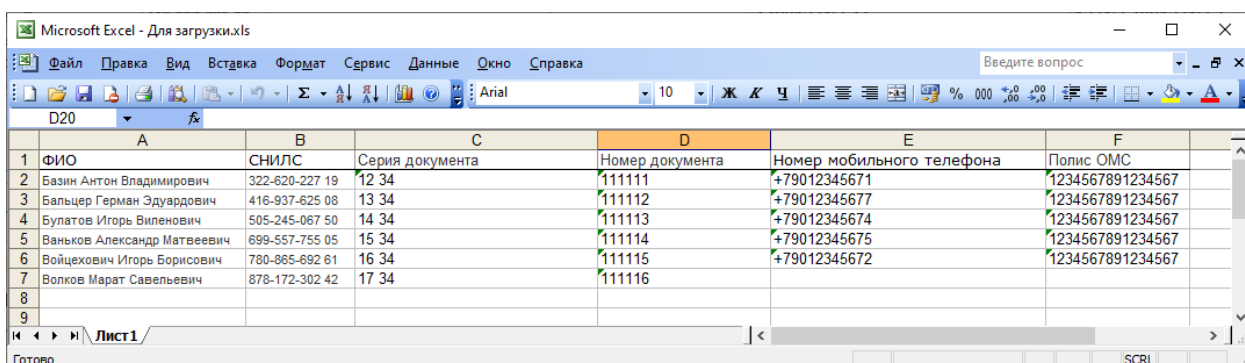 Microsoft Excel - Для загрузки.xls
Файл Правка Вид Вставка Формат Сервис Данные Окно Справка Введите вопрос
Arial 10 Ж К Ч % 000
D20 fx
A B C D E F
1 ФИО СНИЛС Серия документа Номер документа Номер мобильного телефона Полис ОМС
2 Базин Антон Владимирович 322-620-227 19 12 34 111111 +79012345671 1234567891234567
3 Бальцер Герман Эдуардович 416-937-625 08 13 34 111112 +79012345677 1234567891234567
4 Булатов Игорь Виленович 505-245-067 50 14 34 111113 +79012345674 1234567891234567
5 Ваньков Александр Матвеевич 699-557-755 05 15 34 111114 +79012345675 1234567891234567
6 Войцехович Игорь Борисович 780-865-692 61 16 34 111115 +79012345672 1234567891234567
7 Волков Марат Савельевич 878-172-302 42 17 34 111116
8
9
Лист1
Готово SCRL